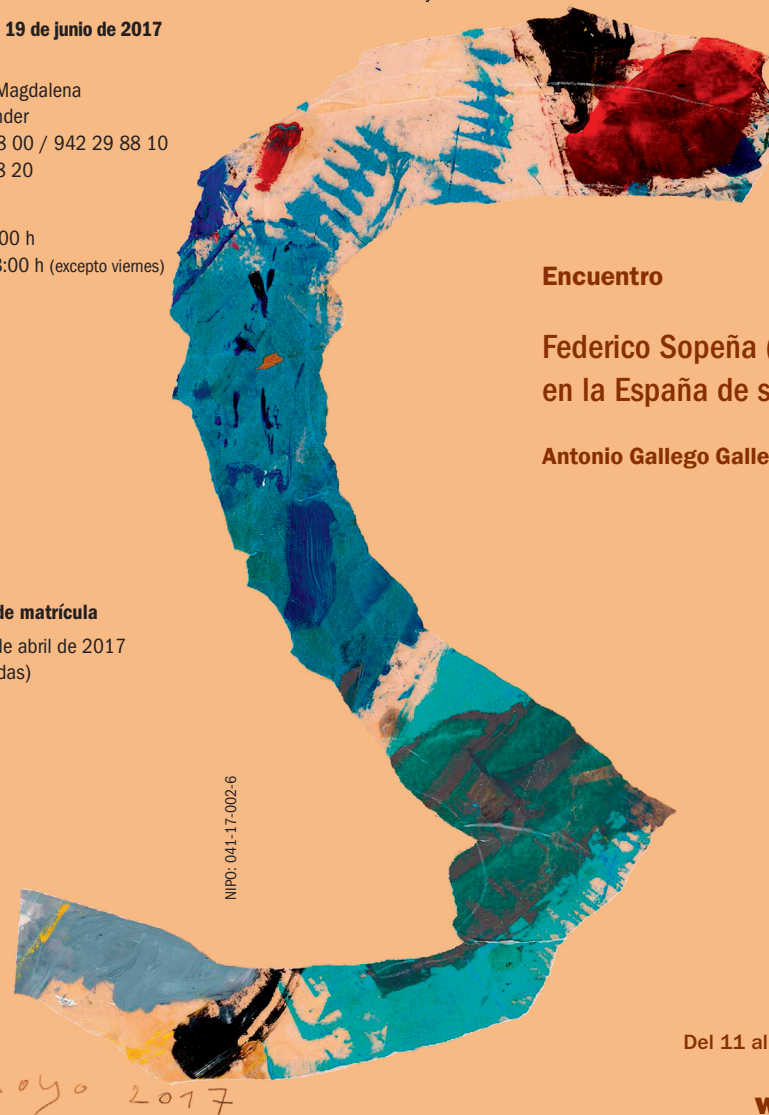 19 de junio de 2017
Magdalena
nder
8 00 / 942 29 88 10
8 20
00 h
8:00 h (excepto viernes)
Encuentro
Federico Sopeña (
en la España de s
Antonio Gallego Galle
de matrícula
de abril de 2017
das)
NIPO: 041-17-002-6
Del 11 al
oyo 2017
w